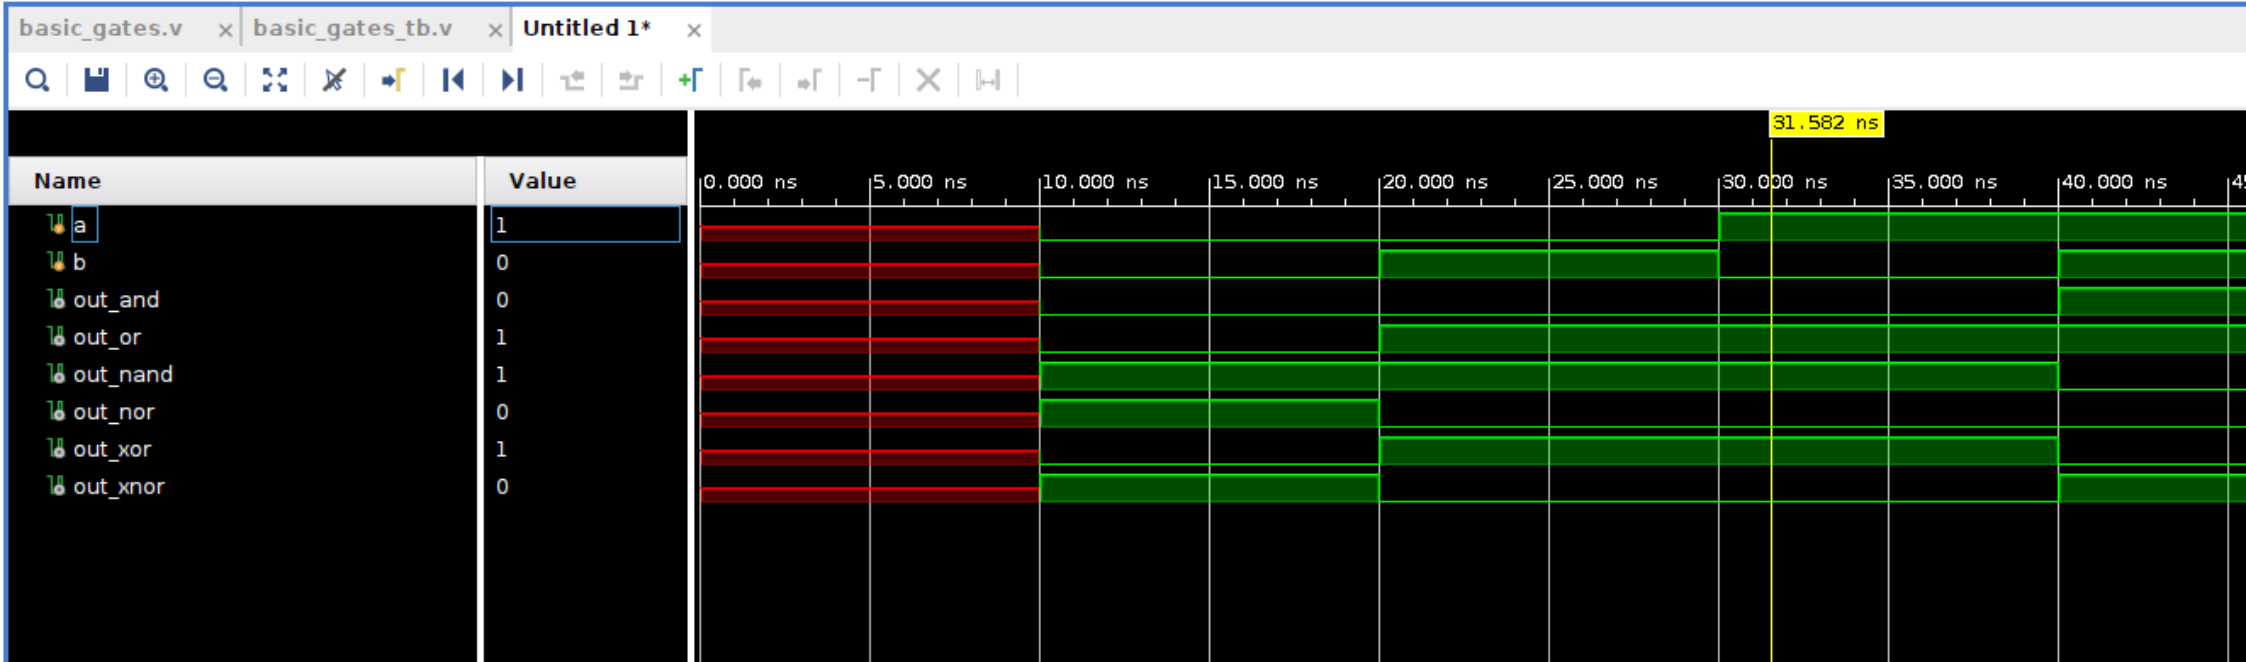 basic_gates.v × basic_gates_tb.v × Untitled 1* ×
31.582 ns
Name Value 0.000 ns 5.000 ns 10.000 ns 15.000 ns 20.000 ns 25.000 ns 30.000 ns 35.000 ns 40.000 ns
a 1
b 0
out_and 0
out_or 1
out_nand 1
out_nor 0
out_xor 1
out_xnor 0